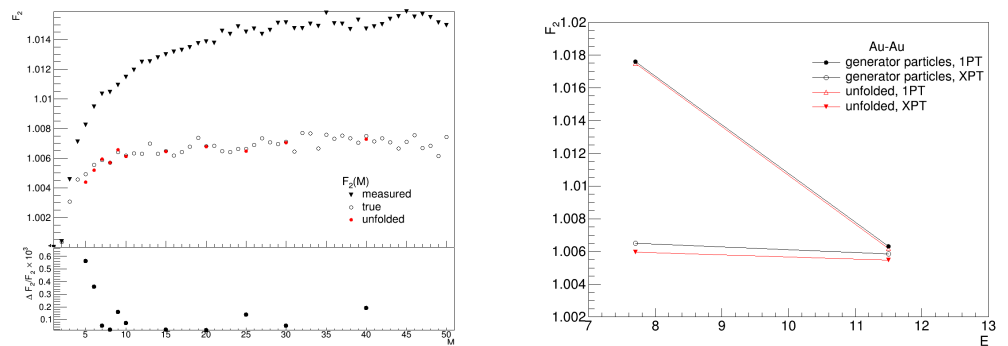 F₂
1.014
1.012
1.01
1.008
1.006
1.004
1.002
F₂(M)
measured
true
unfolded
Δ F₂/F₂ × 10³
0.6
0.5
0.4
0.3
0.2
0.1
5 10 15 20 25 30 35 40 45 50
M
F₂
1.02
1.018
1.016
1.014
1.012
1.01
1.008
1.006
1.004
1.002
Au-Au
generator particles, 1PT
generator particles, XPT
unfolded, 1PT
unfolded, XPT
7 8 9 10 11 12 13
E